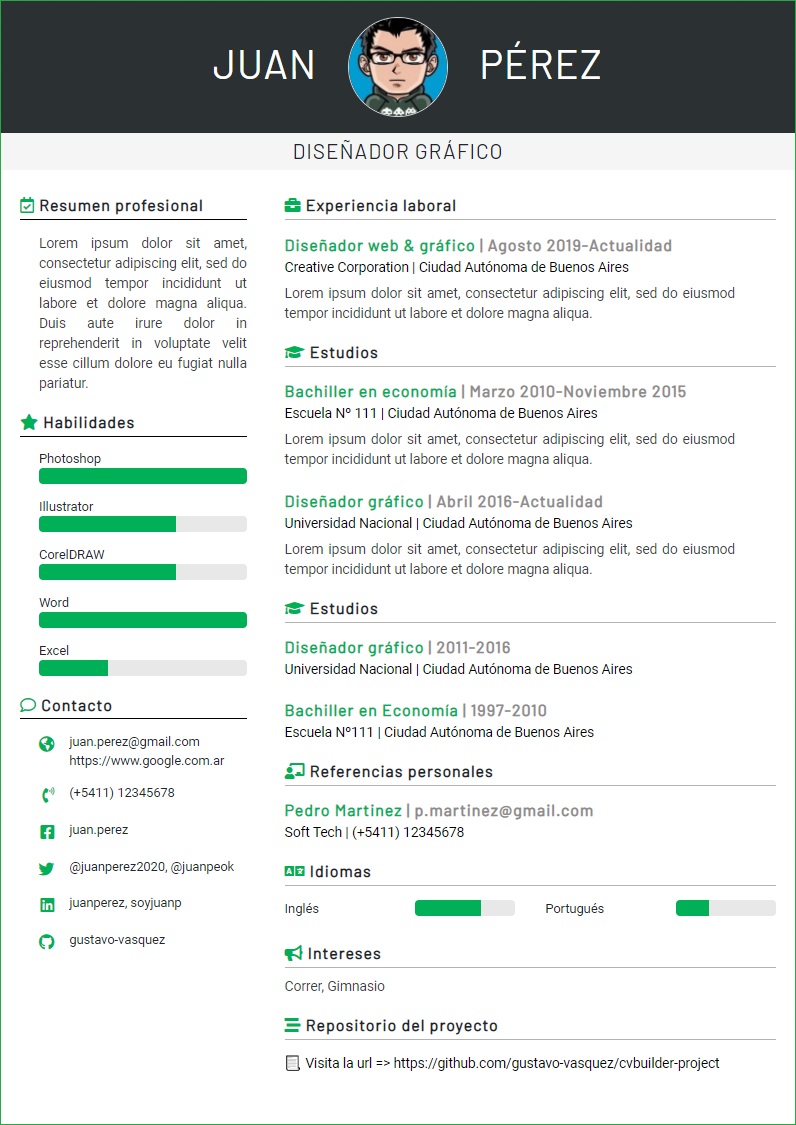 JUAN PÉREZ
DISEÑADOR GRÁFICO
Resumen profesional
Lorem ipsum dolor sit amet,
consectetur adipiscing elit, sed do
eiusmod tempor incididunt ut
labore et dolore magna aliqua.
Duis aute irure dolor in
reprehenderit in voluptate velit
esse cillum dolore eu fugiat nulla
pariatur.
Habilidades
Photoshop
Illustrator
CorelDRAW
Word
Excel
Contacto
juan.perez@gmail.com
https://www.google.com.ar
(+5411) 12345678
juan.perez
@juanperez2020, @juanpeok
juanperez, soyjuanp
gustavo-vasquez
Experiencia laboral
Diseñador web & gráfico | Agosto 2019-Actualidad
Creative Corporation | Ciudad Autónoma de Buenos Aires
Lorem ipsum dolor sit amet, consectetur adipiscing elit, sed do eiusmod
tempor incididunt ut labore et dolore magna aliqua.
Estudios
Bachiller en economía | Marzo 2010-Noviembre 2015
Escuela Nº 111 | Ciudad Autónoma de Buenos Aires
Lorem ipsum dolor sit amet, consectetur adipiscing elit, sed do eiusmod
tempor incididunt ut labore et dolore magna aliqua.
Diseñador gráfico | Abril 2016-Actualidad
Universidad Nacional | Ciudad Autónoma de Buenos Aires
Lorem ipsum dolor sit amet, consectetur adipiscing elit, sed do eiusmod
tempor incididunt ut labore et dolore magna aliqua.
Estudios
Diseñador gráfico | 2011-2016
Universidad Nacional | Ciudad Autónoma de Buenos Aires
Bachiller en Economía | 1997-2010
Escuela Nº111 | Ciudad Autónoma de Buenos Aires
Referencias personales
Pedro Martinez | p.martinez@gmail.com
Soft Tech | (+5411) 12345678
Idiomas
Inglés Portugués
Intereses
Correr, Gimnasio
Repositorio del proyecto
Visita la url => https://github.com/gustavo-vasquez/cvbuilder-project